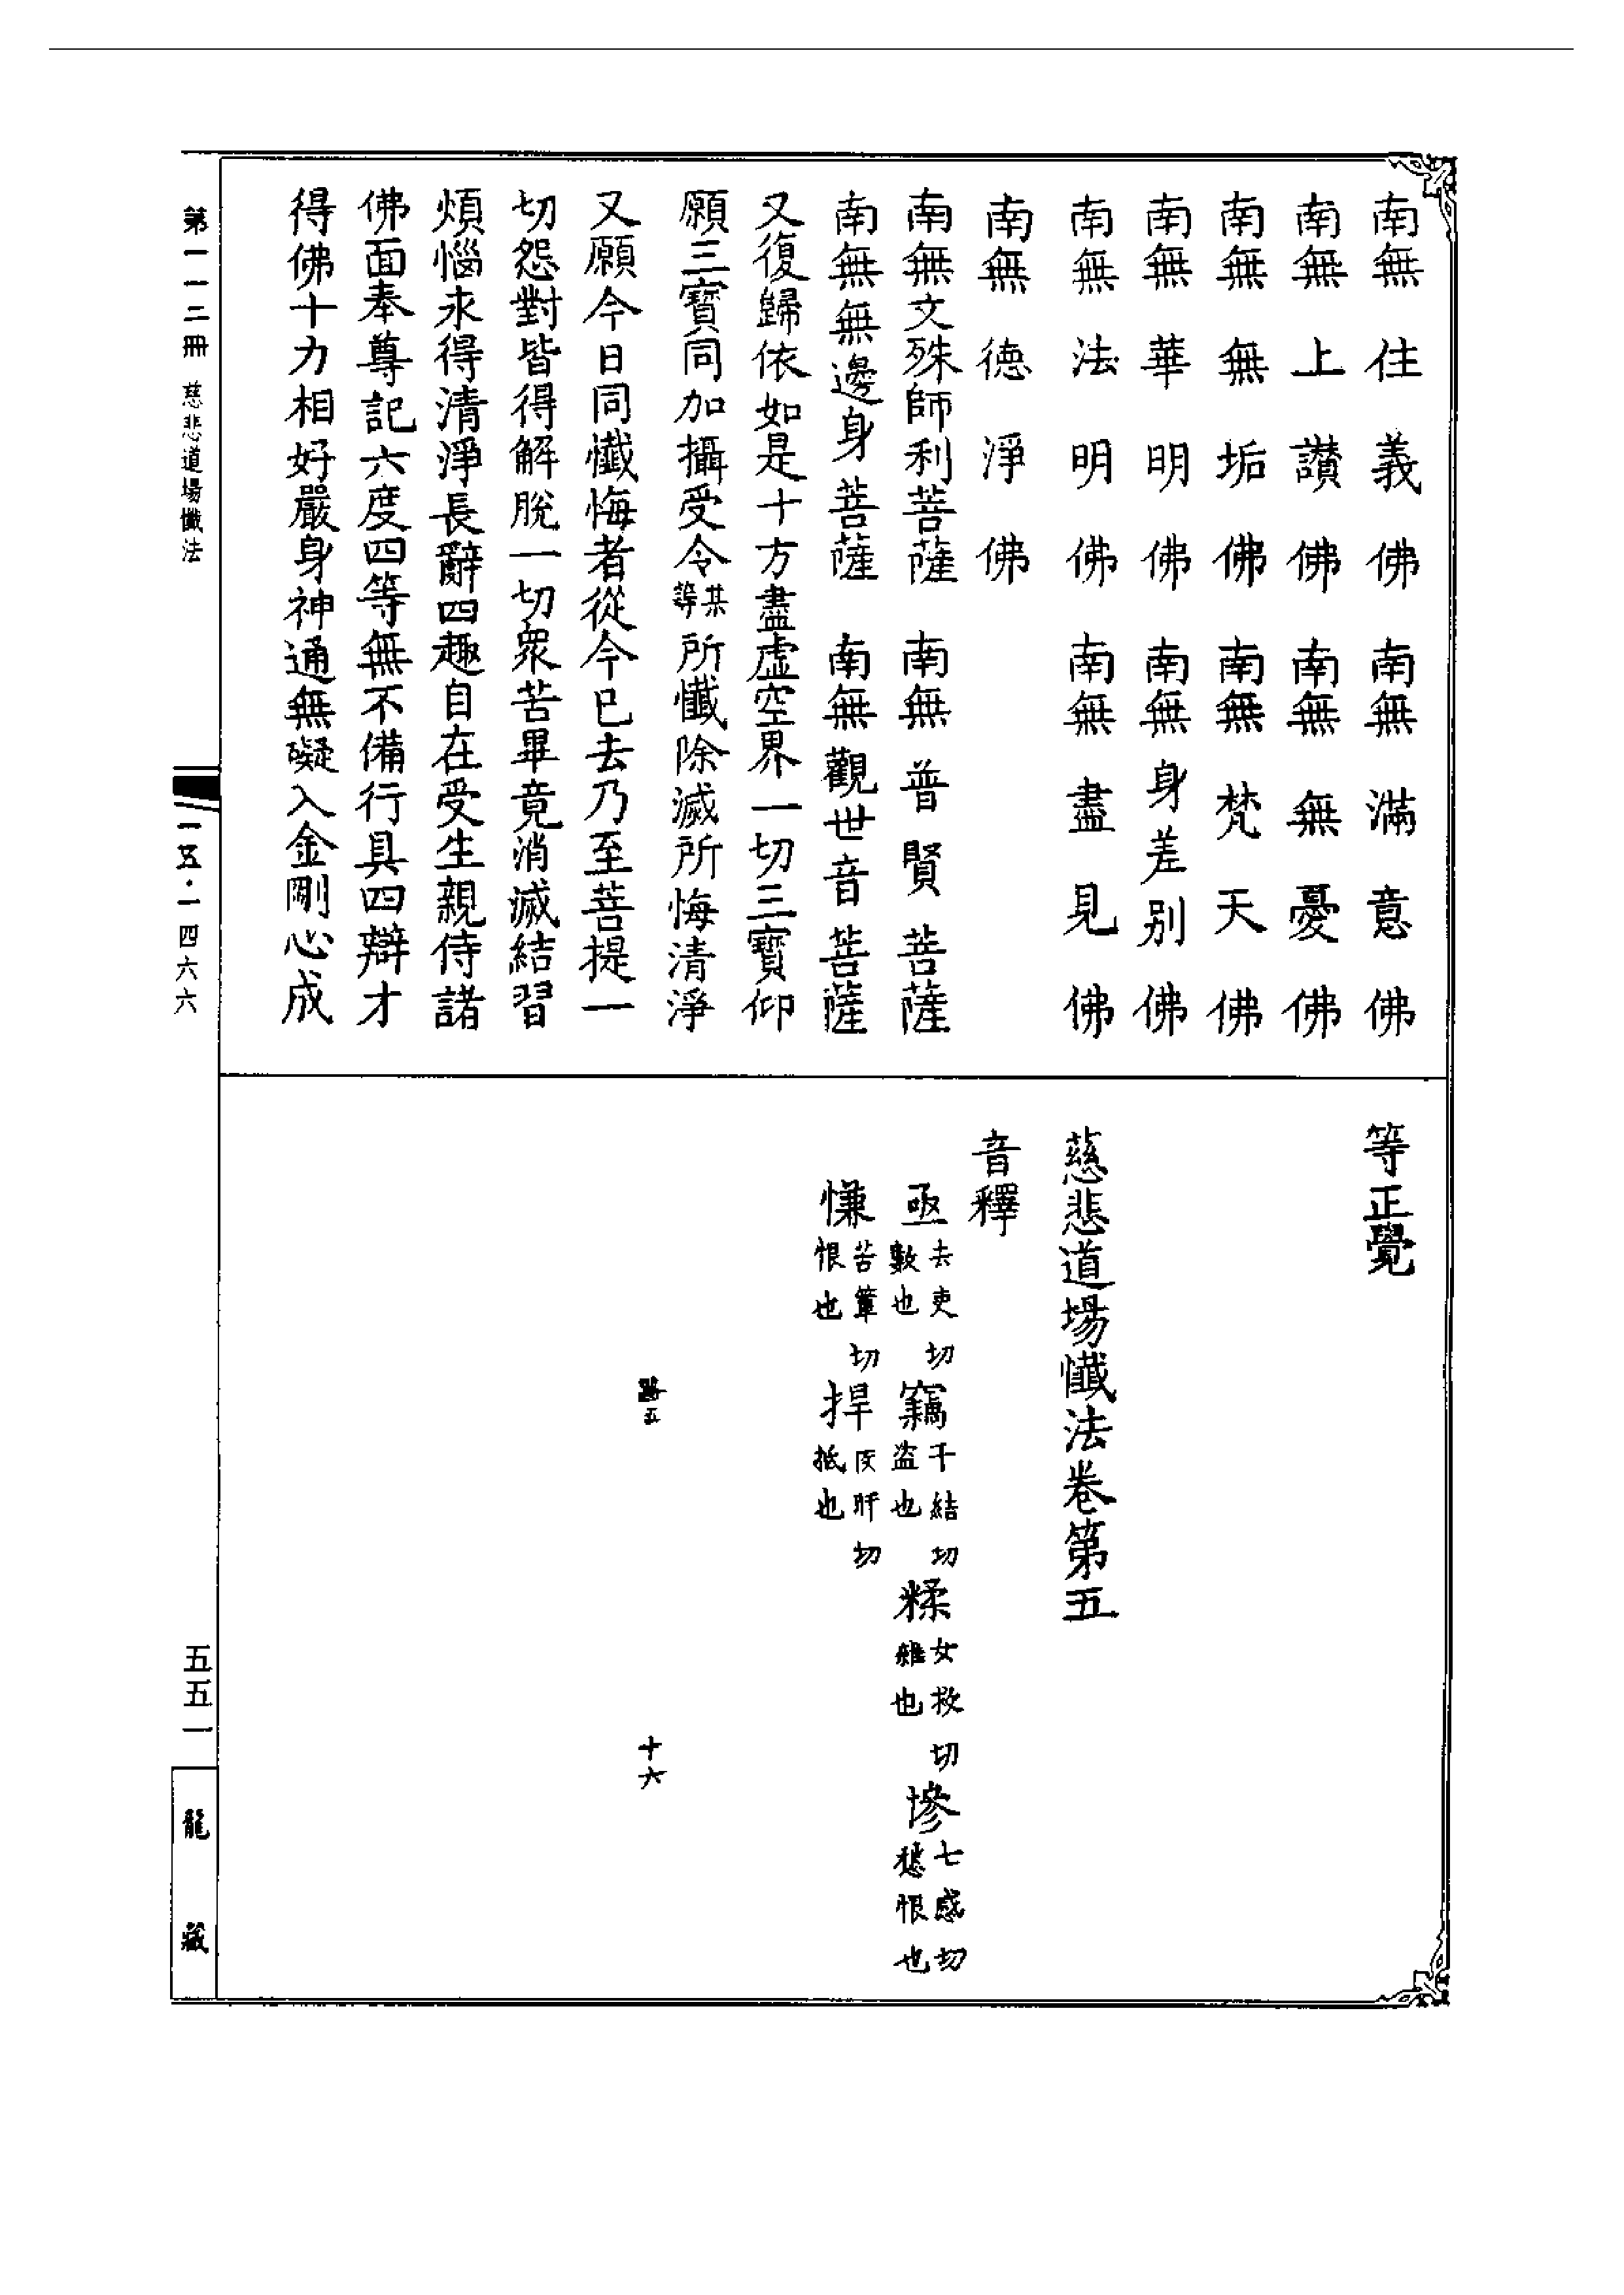 南無住義佛　南無滿意佛
南無上讚佛　南無無憂佛
南無無垢佛　南無梵天佛
南無華明佛　南無身差別佛
南無法明佛　南無盡見佛
南無德淨佛
南無文殊師利菩薩　南無普賢菩薩
南無無邊身菩薩　南無觀世音菩薩
又復歸依如是十方盡虛空界一切三寶仰
願三寶同加攝受令某等所懺除滅所悔清淨
又願今日同懺悔者從今已去乃至菩提一
切怨對皆得解脫一切眾苦畢竟消滅結習
煩惱永得清淨長辭四趣自在受生親侍諸
佛面奉尊記六度四等無不備行具四辯才
得佛十力相好嚴身神通無礙入金剛心成
等正覺
慈悲道場懺法卷第五
音釋
亟去吏切數也　竊千結切盜也　糅女救切雜也　慘七感切愁恨也
慊苦簟切恨也　捍侯旰切抵也
五
十六
第一一二冊　慈悲道場懺法
一五·一四六六
五五一
龍藏